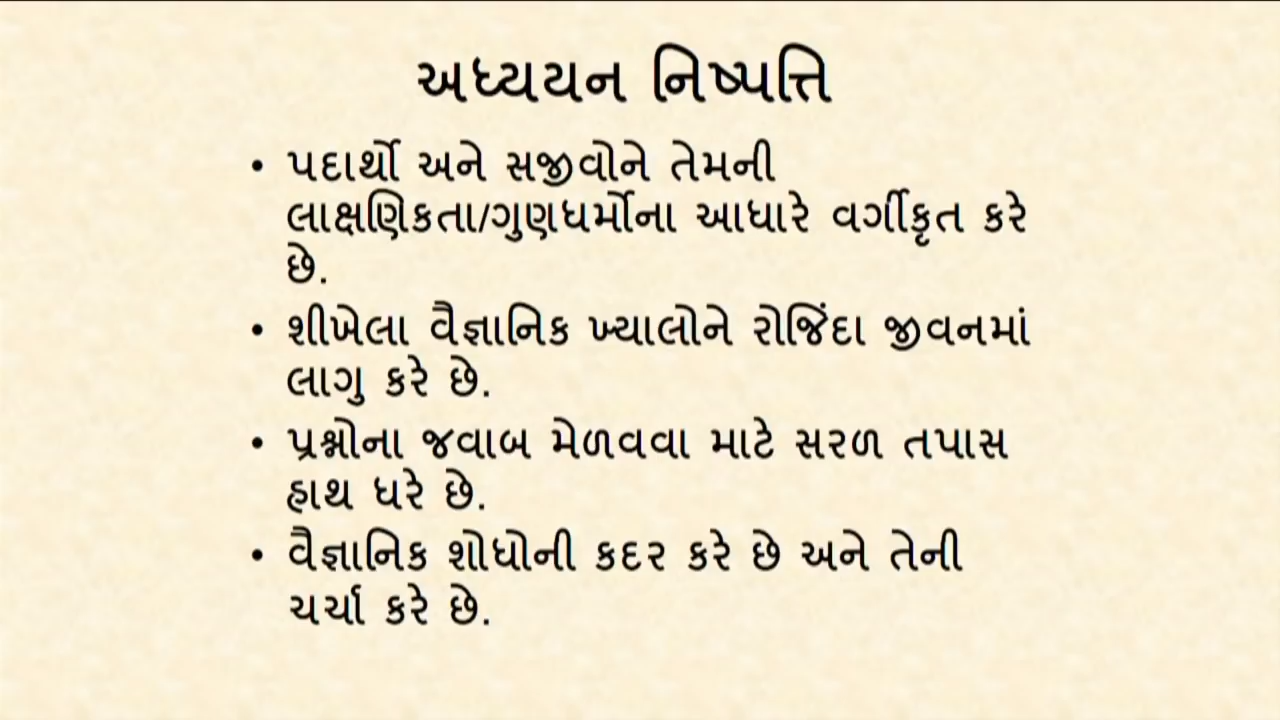 અધ્યયન નિષ્પત્તિ
• પદાર્થો અને સજીવોને તેમની
લાક્ષણિકતા/ગુણધર્મોના આધારે વર્ગીકૃત કરે
છે.
• શીખેલા વૈજ્ઞાનિક ખ્યાલોને રોજિંદા જીવનમાં
લાગુ કરે છે.
• પ્રશ્નોના જવાબ મેળવવા માટે સરળ તપાસ
હાથ ધરે છે.
• વૈજ્ઞાનિક શોધોની કદર કરે છે અને તેની
ચર્ચા કરે છે.